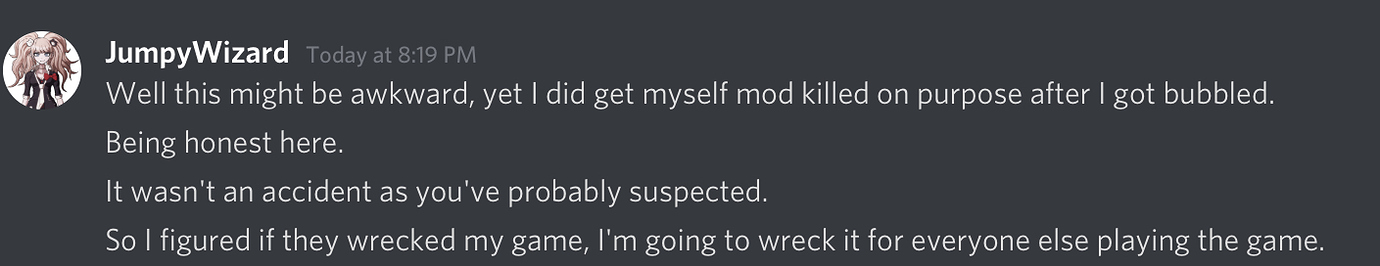 JumpyWizard Today at 8:19 PM
Well this might be awkward, yet I did get myself mod killed on purpose after I got bubbled.
Being honest here.
It wasn't an accident as you've probably suspected.
So I figured if they wrecked my game, I'm going to wreck it for everyone else playing the game.